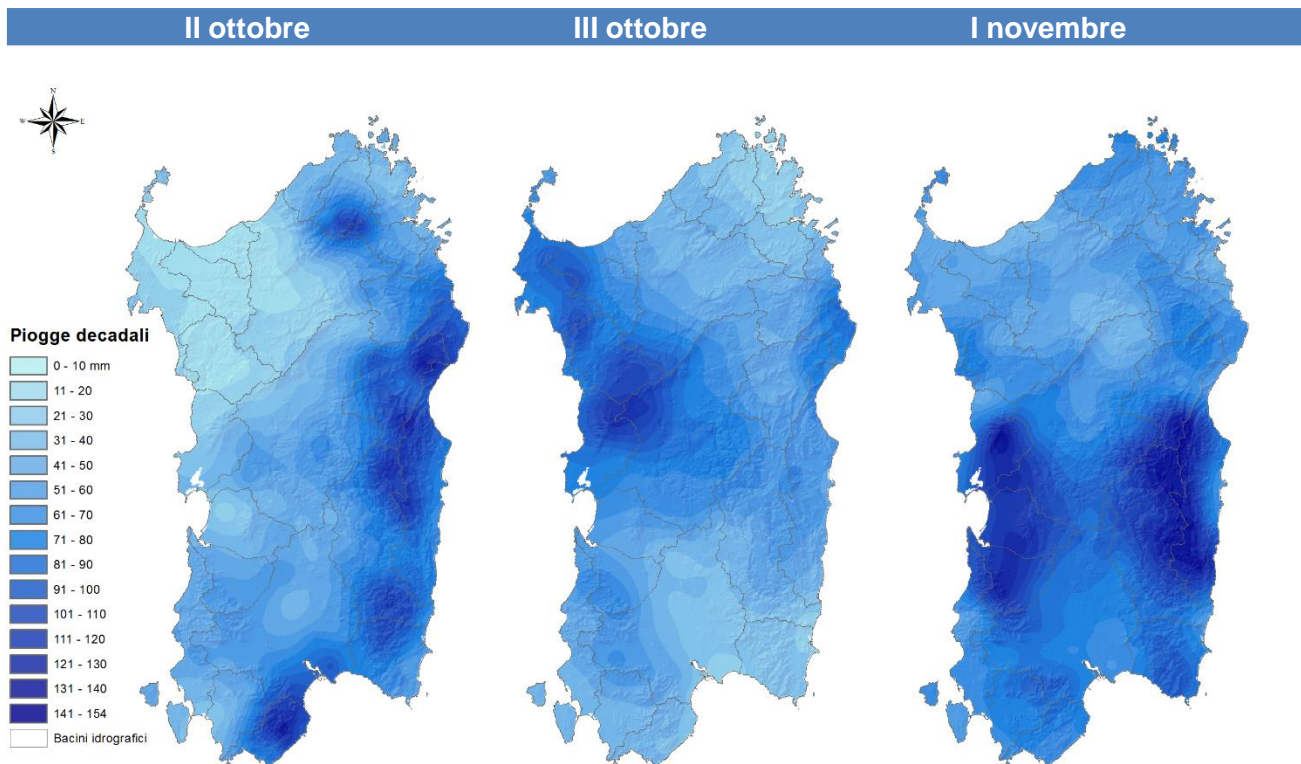 II ottobre
III ottobre
I novembre
N
W E
S
Piogge decadali
0 - 10 mm
11 - 20
21 - 30
31 - 40
41 - 50
51 - 60
61 - 70
71 - 80
81 - 90
91 - 100
101 - 110
111 - 120
121 - 130
131 - 140
141 - 154
Bacini idrografici